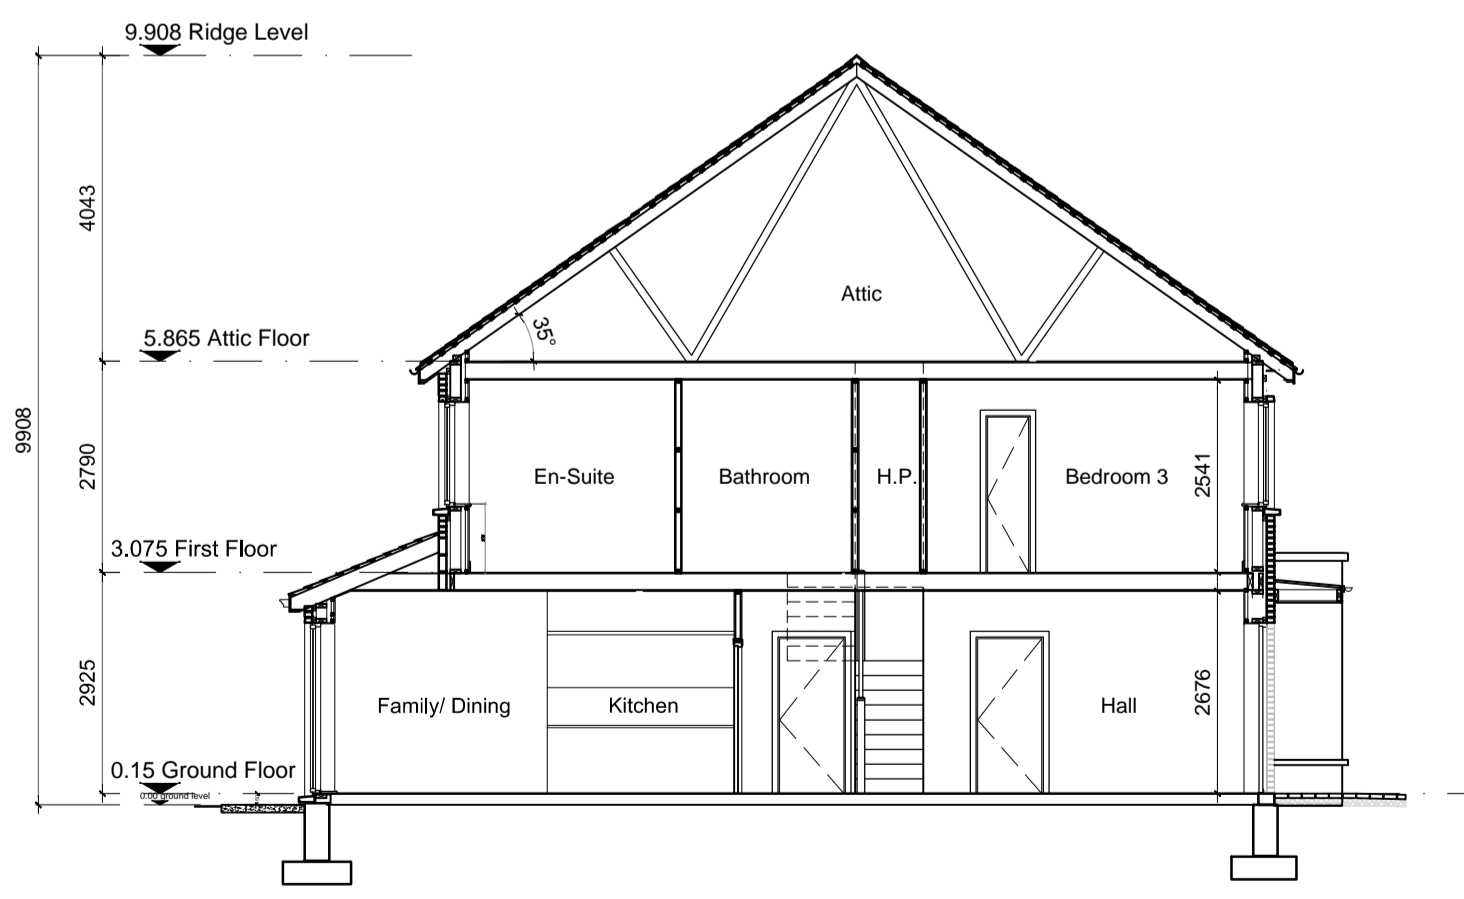 9.908 Ridge Level
4043
Attic
35°
5.865 Attic Floor
9908
2790
En-Suite
Bathroom
H.P.
Bedroom 3
2541
3.075 First Floor
2925
Family/ Dining
Kitchen
Hall
2676
0.15 Ground Floor
0.00 ground level